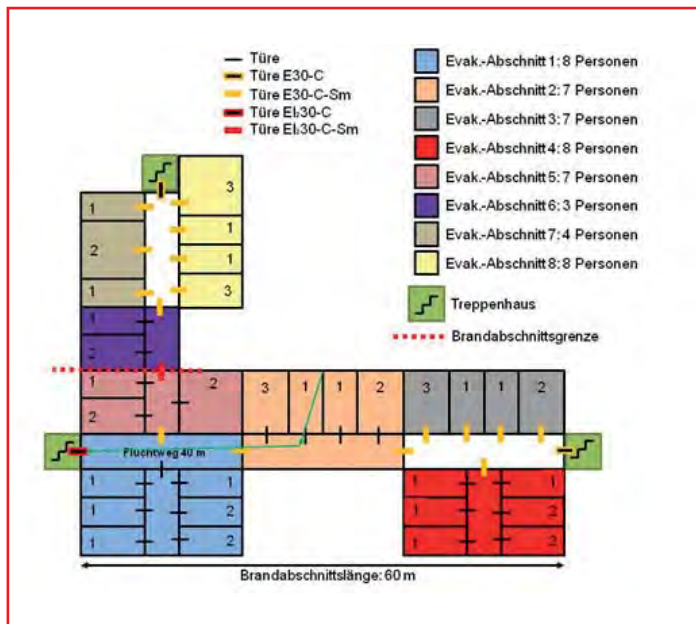 Türe
Türe E30-C
Türe E30-C-Sm
Türe EI₂30-C
Türe EI₂30-C-Sm
Evak.-Abschnitt 1: 8 Personen
Evak.-Abschnitt 2: 7 Personen
Evak.-Abschnitt 3: 7 Personen
Evak.-Abschnitt 4: 8 Personen
Evak.-Abschnitt 5: 7 Personen
Evak.-Abschnitt 6: 3 Personen
Evak.-Abschnitt 7: 4 Personen
Evak.-Abschnitt 8: 8 Personen
Treppenhaus
Brandabschnittsgrenze
3
1
1
2
1
1
3
1
1
2
1
2
2
3
1
1
2
3
1
1
2
Fluchtweg 40 m
1
1
1
1
1
2
1
2
1
2
1
2
Brandabschnittslänge: 60 m